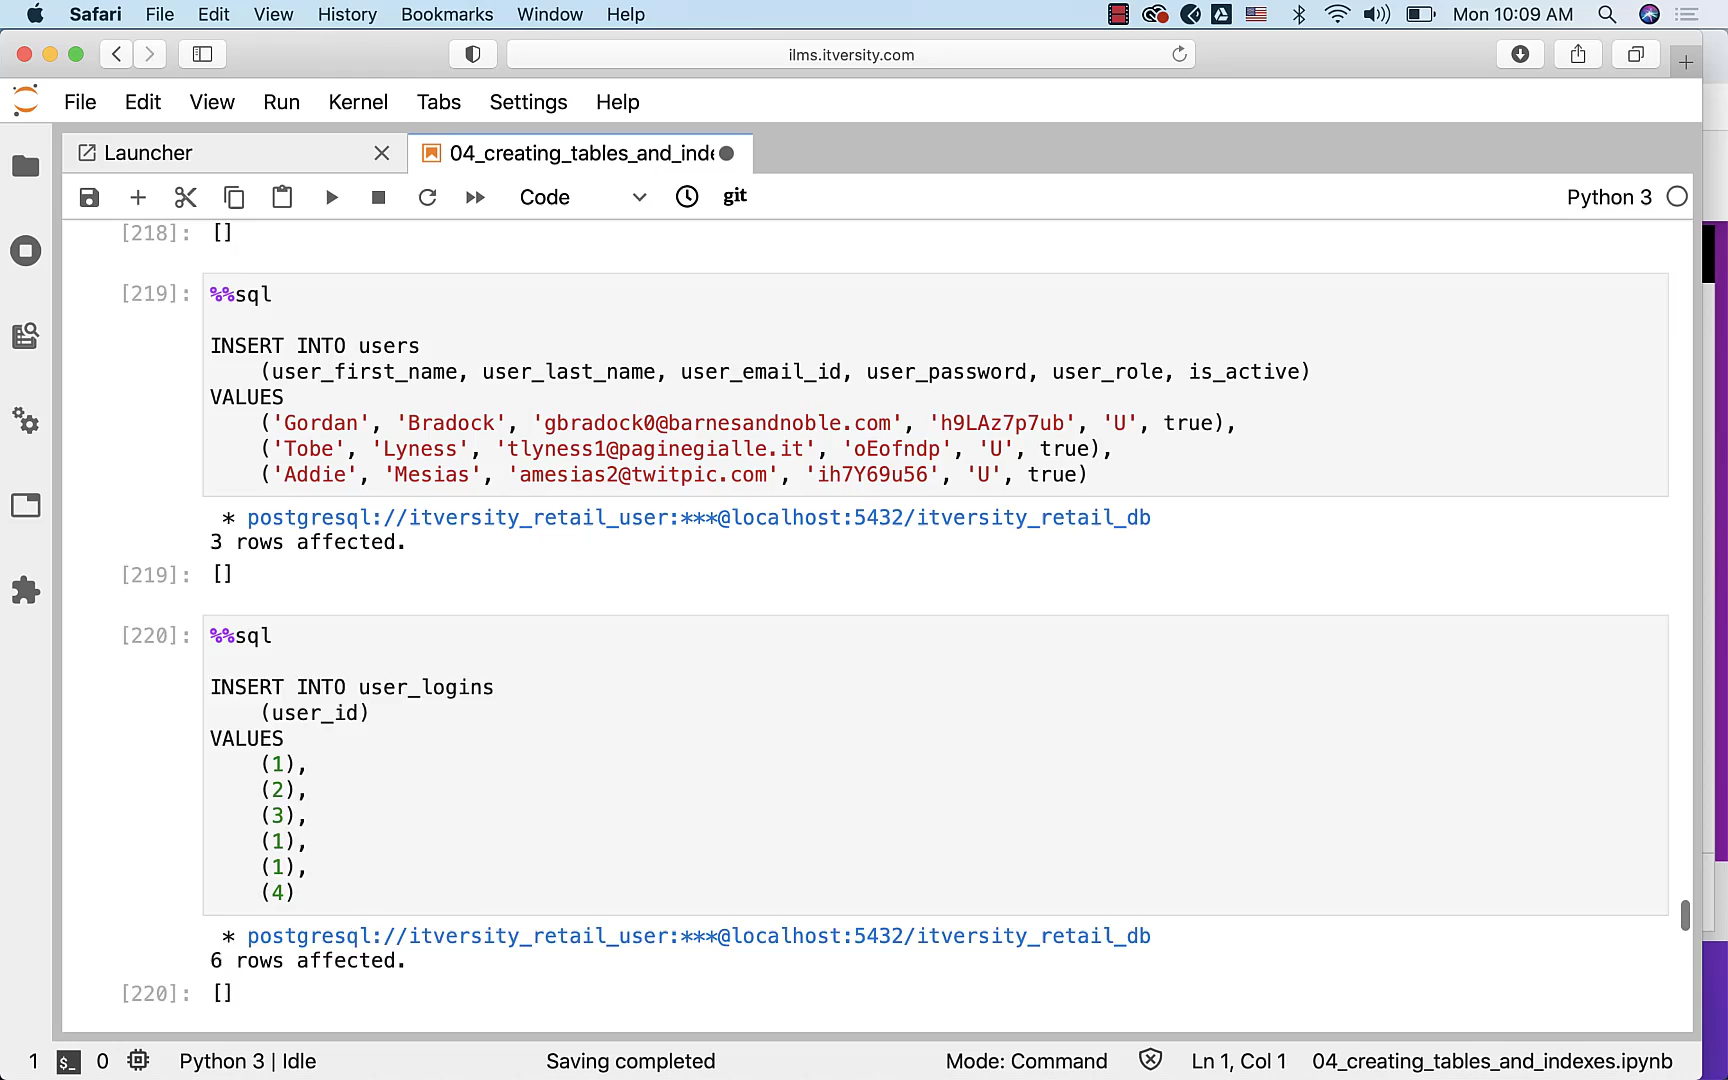 Safari File Edit View History Bookmarks Window Help Mon 10:09 AM
ilms.itversity.com
File Edit View Run Kernel Tabs Settings Help
Launcher 04_creating_tables_and_inde
Code git Python 3
[218]: []
[219]: %%sql
INSERT INTO users
(user_first_name, user_last_name, user_email_id, user_password, user_role, is_active)
VALUES
('Gordan', 'Bradock', 'gbradock0@barnesandnoble.com', 'h9LAz7p7ub', 'U', true),
('Tobe', 'Lyness', 'tlyness1@paginegialle.it', 'oEofndp', 'U', true),
('Addie', 'Mesias', 'amesias2@twitpic.com', 'ih7Y69u56', 'U', true)
* postgresql://itversity_retail_user:***@localhost:5432/itversity_retail_db
3 rows affected.
[219]: []
[220]: %%sql
INSERT INTO user_logins
(user_id)
VALUES
(1),
(2),
(3),
(1),
(1),
(4)
* postgresql://itversity_retail_user:***@localhost:5432/itversity_retail_db
6 rows affected.
[220]: []
1 $_ 0 Python 3 | Idle Saving completed Mode: Command Ln 1, Col 1 04_creating_tables_and_indexes.ipynb